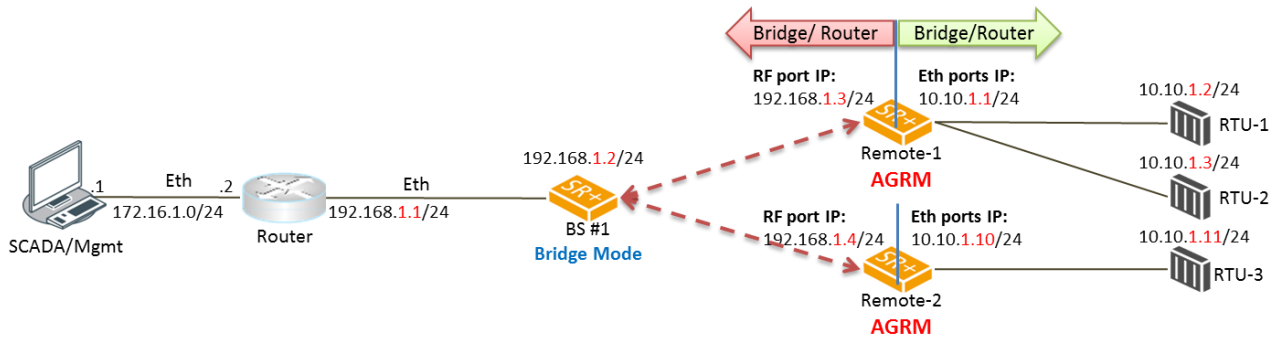 Bridge/ Router
Bridge/Router
RF port IP:
192.168.1.3/24
Eth ports IP:
10.10.1.1/24
10.10.1.2/24
SR+
RTU-1
Remote-1
AGRM
192.168.1.2/24
10.10.1.3/24
.1
Eth
.2
Eth
SR+
RTU-2
172.16.1.0/24
192.168.1.1/24
SCADA/Mgmt
Router
BS #1
Bridge Mode
RF port IP:
192.168.1.4/24
Eth ports IP:
10.10.1.10/24
10.10.1.11/24
SR+
RTU-3
Remote-2
AGRM